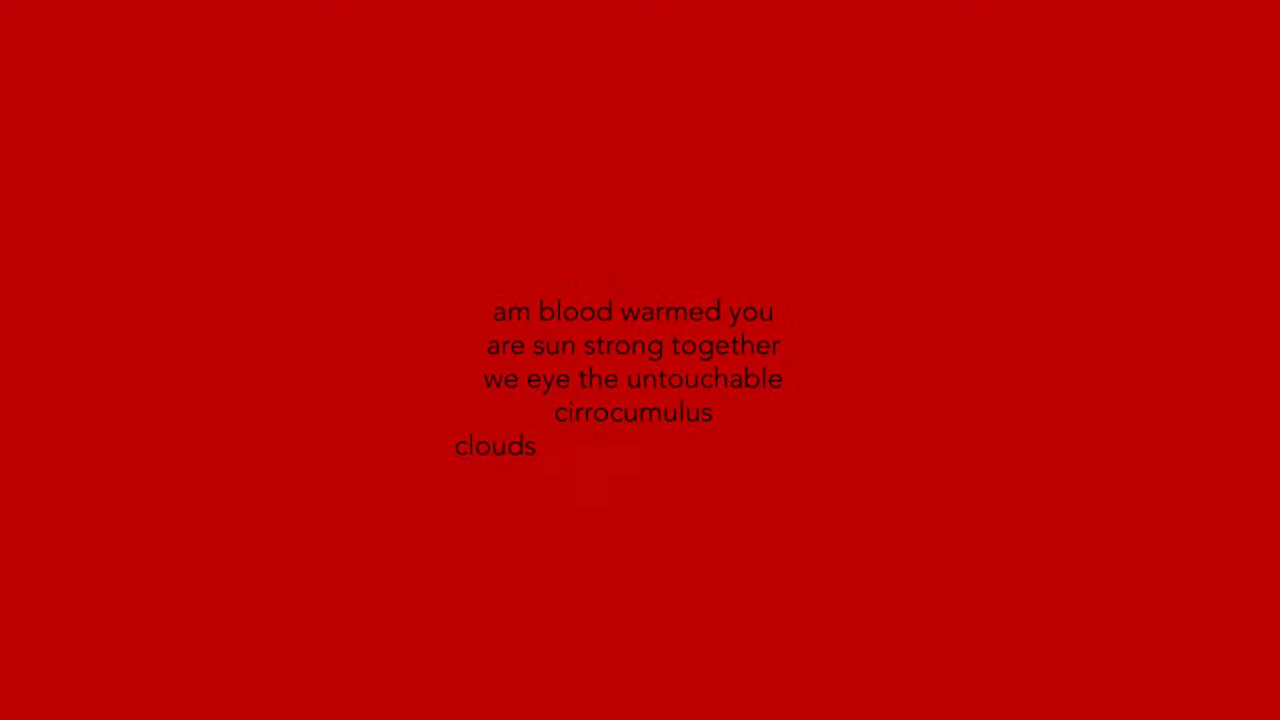 am blood warmed you
are sun strong together
we eye the untouchable
cirrocumulus
clouds